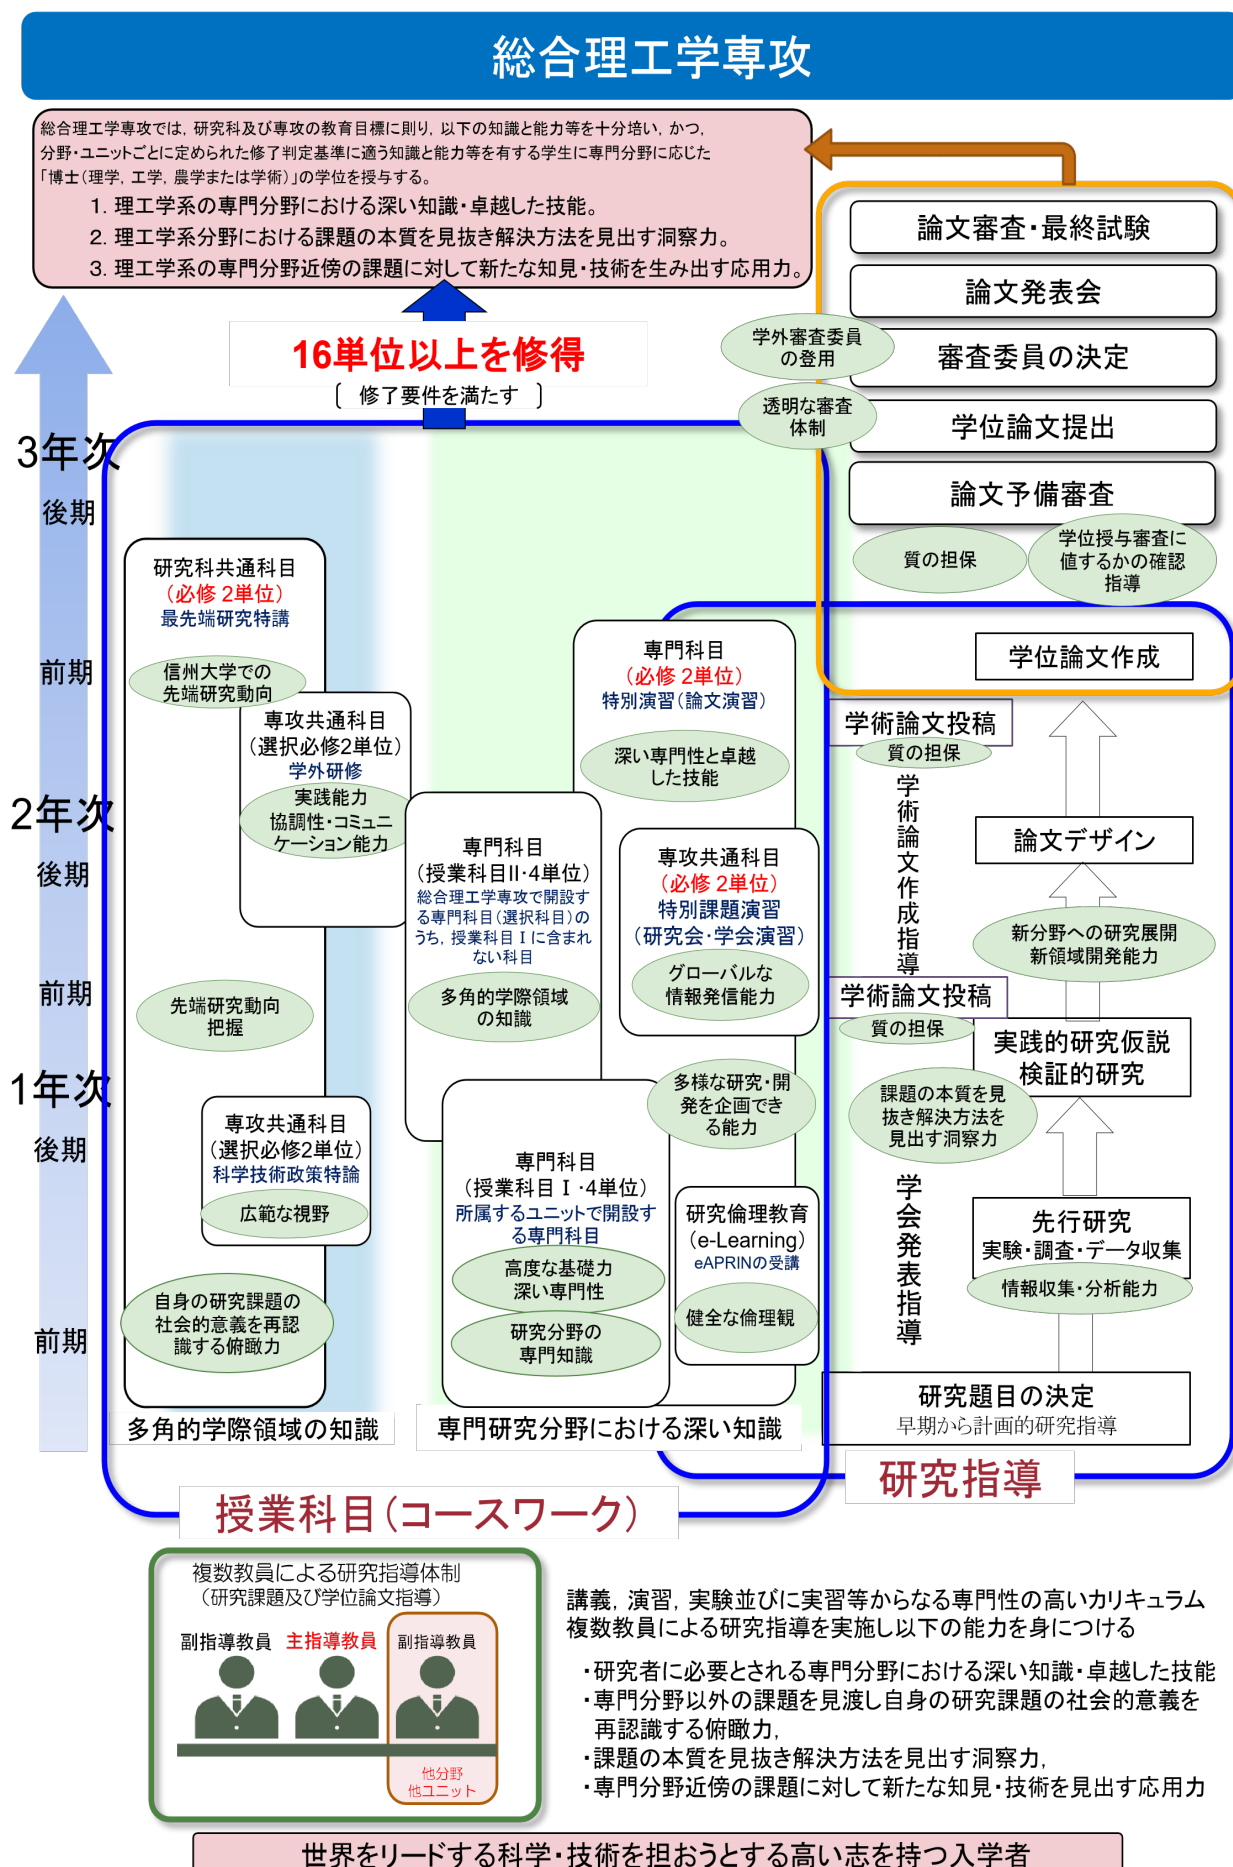 総合理工学専攻
総合理工学専攻では，研究科及び専攻の教育目標に則り，以下の知識と能力等を十分培い，かつ，
分野・ユニットごとに定められた修了判定基準に適う知識と能力等を有する学生に専門分野に応じた
「博士（理学，工学，農学または学術）」の学位を授与する。
1. 理工学系の専門分野における深い知識・卓越した技能。
2. 理工学系分野における課題の本質を見抜き解決方法を見出す洞察力。
3. 理工学系の専門分野近傍の課題に対して新たな知見・技術を生み出す応用力。
16単位以上を修得
〔 修了要件を満たす 〕
論文審査・最終試験
論文発表会
学外審査委員
の登用
審査委員の決定
透明な審査
体制
学位論文提出
論文予備審査
質の担保
学位授与審査に
値するかの確認
指導
3年次
後期
前期
2年次
後期
前期
1年次
後期
前期
研究科共通科目
（必修 2単位）
最先端研究特講
信州大学での
先端研究動向
専攻共通科目
（選択必修2単位）
学外研修
実践能力
協調性・コミュニ
ケーション能力
先端研究動向
把握
専攻共通科目
（選択必修2単位）
科学技術政策特論
広範な視野
自身の研究課題の
社会的意義を再認
識する俯瞰力
多角的学際領域の知識
専門科目
（必修 2単位）
特別演習（論文演習）
深い専門性と卓越
した技能
専門科目
（授業科目II・4単位）
総合理工学専攻で開設す
る専門科目（選択科目）の
うち，授業科目Ⅰに含まれ
ない科目
多角的学際領域
の知識
専攻共通科目
（必修 2単位）
特別課題演習
（研究会・学会演習）
グローバルな
情報発信能力
多様な研究・開
発を企画でき
る能力
専門科目
（授業科目Ⅰ・4単位）
所属するユニットで開設す
る専門科目
高度な基礎力
深い専門性
研究分野の
専門知識
研究倫理教育
（e-Learning）
eAPRINの受講
健全な倫理観
専門研究分野における深い知識
授業科目（コースワーク）
学位論文作成
学術論文投稿
質の担保
学術論文作成指導
論文デザイン
新分野への研究展開
新領域開発能力
学術論文投稿
質の担保
実践的研究仮説
検証的研究
課題の本質を見
抜き解決方法を
見出す洞察力
学会発表指導
先行研究
実験・調査・データ収集
情報収集・分析能力
研究題目の決定
早期から計画的研究指導
研究指導
複数教員による研究指導体制
（研究課題及び学位論文指導）
副指導教員
主指導教員
副指導教員
他分野
他ユニット
講義，演習，実験並びに実習等からなる専門性の高いカリキュラム
複数教員による研究指導を実施し以下の能力を身につける
・研究者に必要とされる専門分野における深い知識・卓越した技能
・専門分野以外の課題を見渡し自身の研究課題の社会的意義を
再認識する俯瞰力，
・課題の本質を見抜き解決方法を見出す洞察力，
・専門分野近傍の課題に対して新たな知見・技術を見出す応用力
世界をリードする科学・技術を担おうとする高い志を持つ入学者